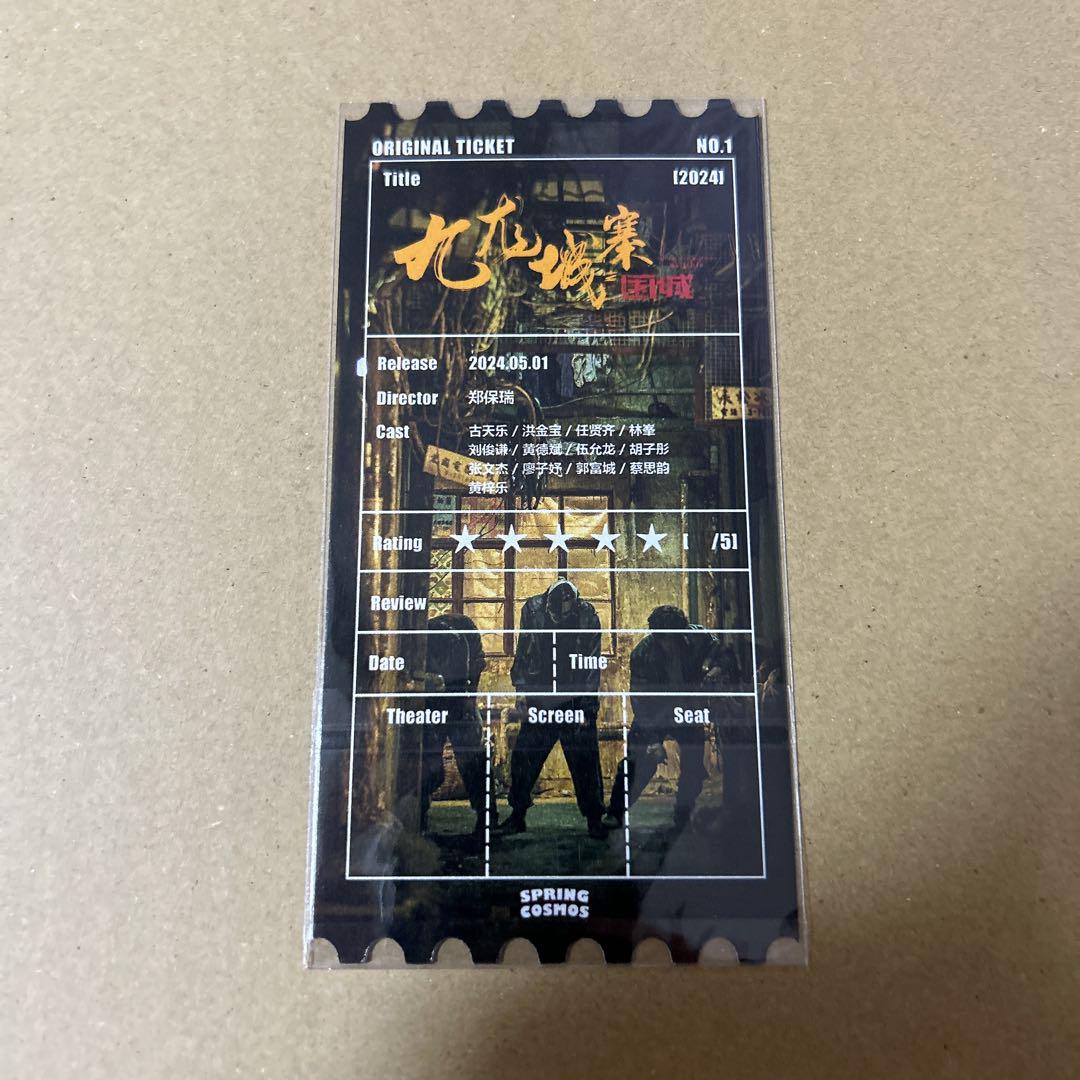 ORIGINAL TICKET NO.1
Title [2024]
九龙城寨
围城
Release 2024.05.01
Director 郑保瑞
Cast 古天乐 / 洪金宝 / 任贤齐 / 林峯
刘俊谦 / 黄德斌 / 伍允龙 / 胡子彤
张文杰 / 廖子妤 / 郭富城 / 蔡思韵
黄梓乐
Rating ★ ★ ★ ★ ★ [ /5]
Review
Date Time
Theater Screen Seat
SPRING
COSMOS